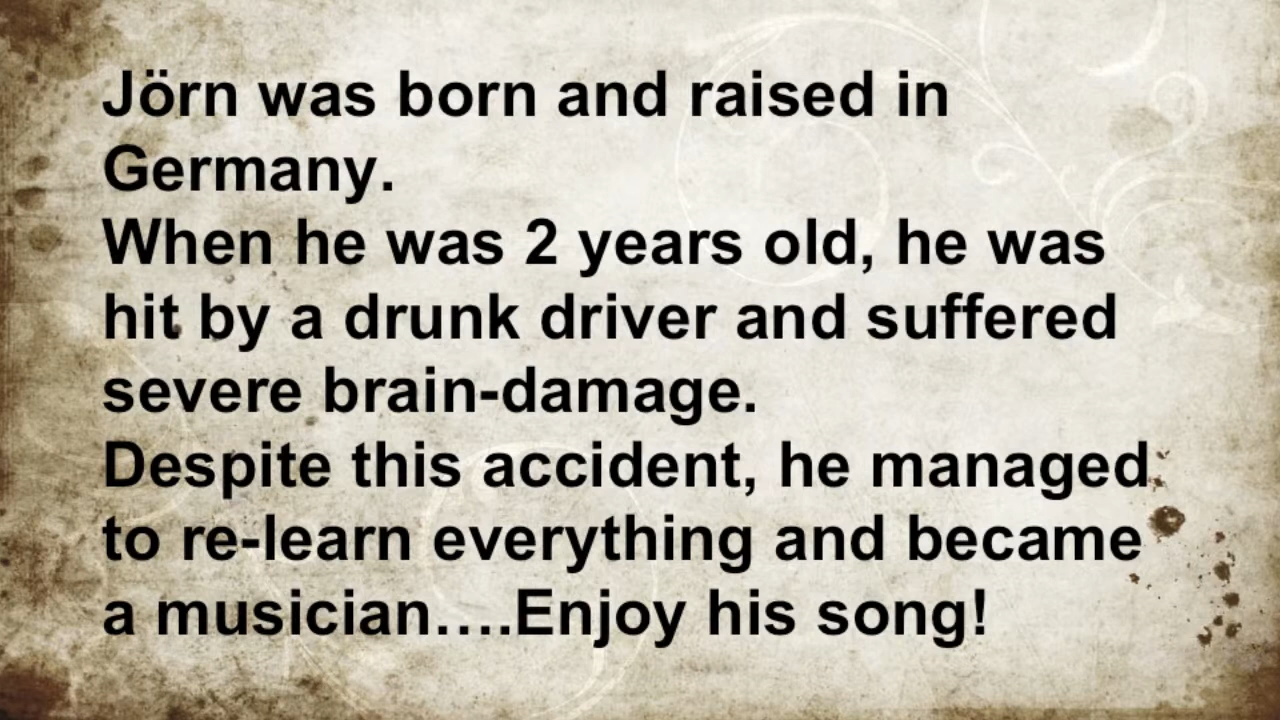 Jörn was born and raised in
Germany.
When he was 2 years old, he was
hit by a drunk driver and suffered
severe brain-damage.
Despite this accident, he managed
to re-learn everything and became
a musician….Enjoy his song!